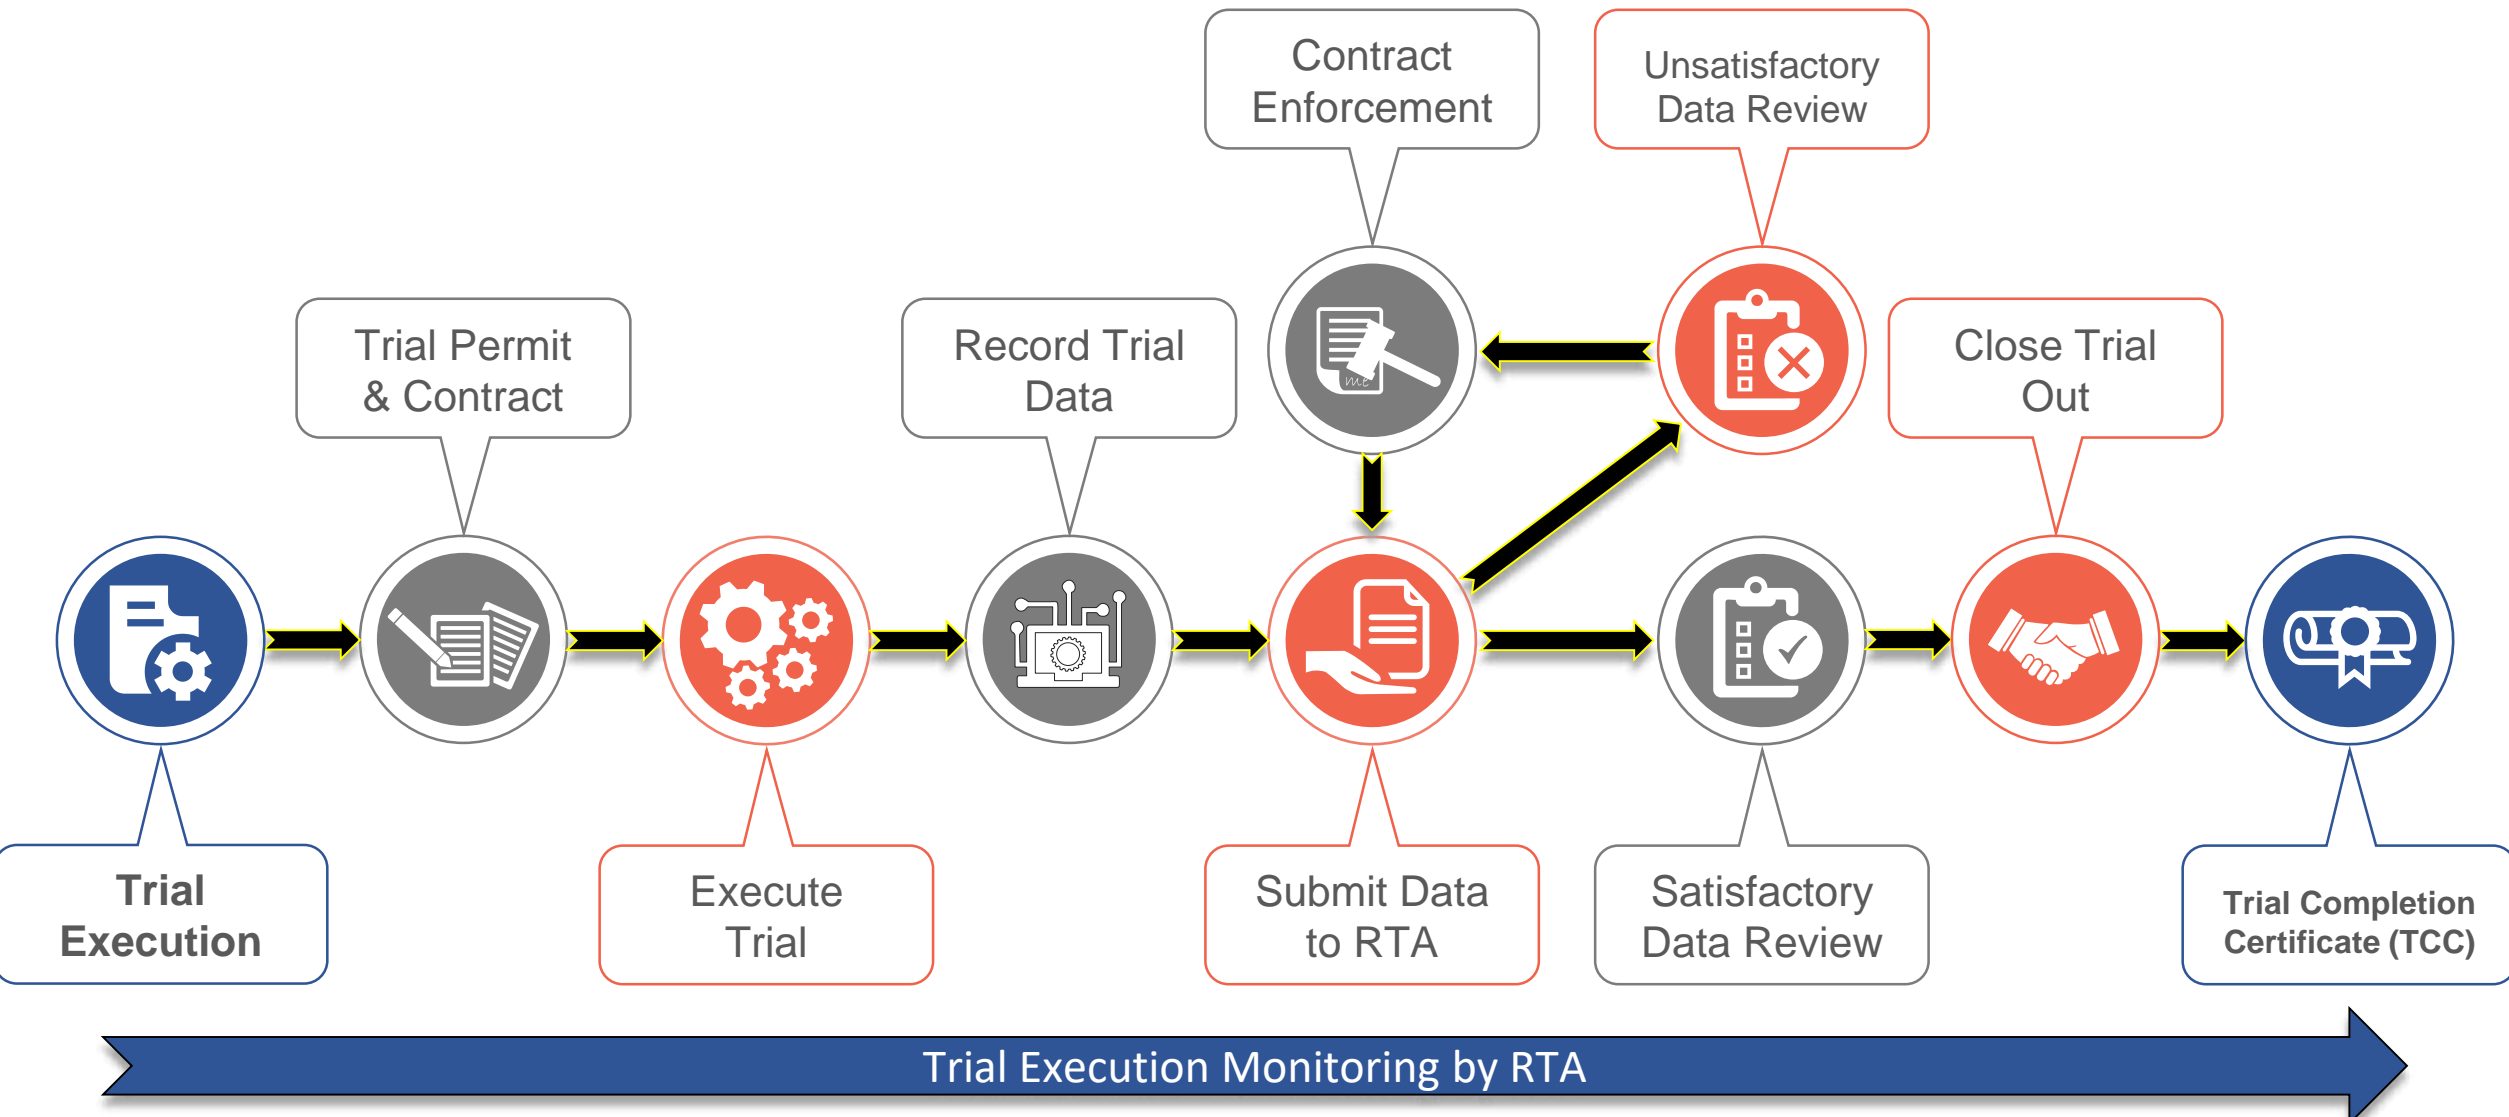 Contract
Enforcement
Unsatisfactory
Data Review
Trial Permit
& Contract
Record Trial
Data
Close Trial
Out
me
Trial
Execution
Execute
Trial
Submit Data
to RTA
Satisfactory
Data Review
Trial Completion
Certificate (TCC)
Trial Execution Monitoring by RTA